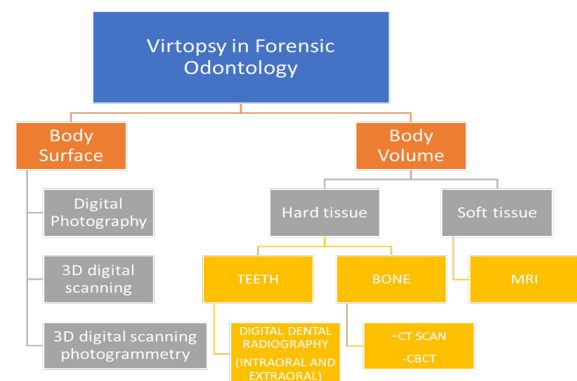 Virtopsy in Forensic
Odontology
Body
Surface
Body
Volume
Digital
Photography
3D digital
scanning
3D digital scanning
photogrammetry
Hard tissue
Soft tissue
TEETH
BONE
MRI
DIGITAL DENTAL
RADIOGRAPHY
(INTRAORAL AND
EXTRAORAL)
-CT SCAN
-CBCT